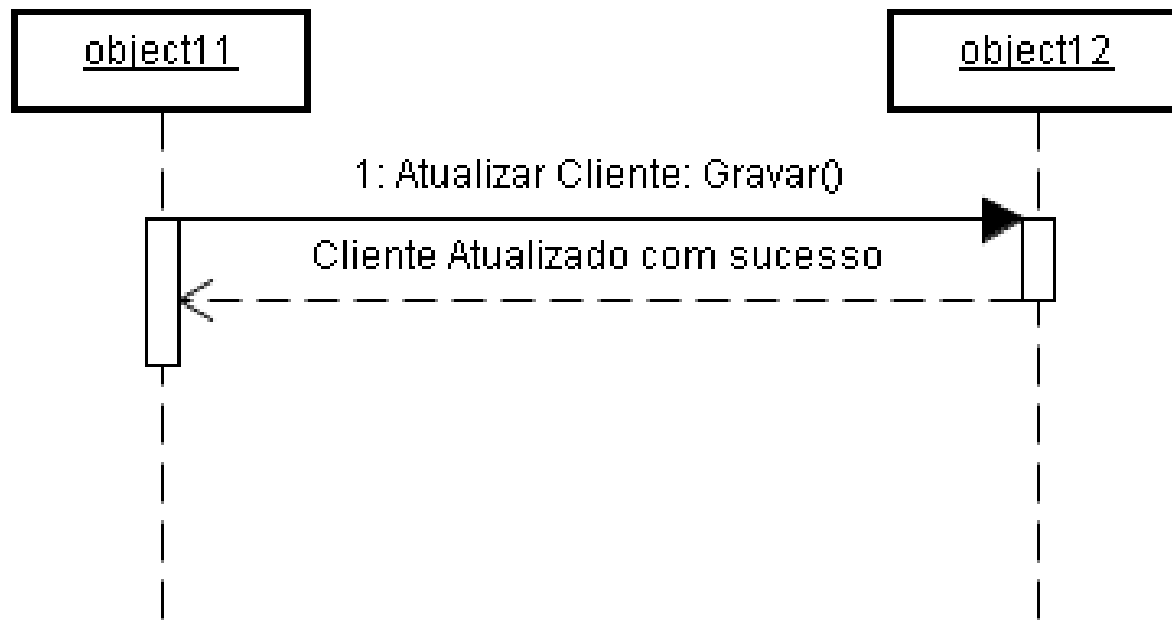 object11
object12
1: Atualizar Cliente: Gravar()
Cliente Atualizado com sucesso